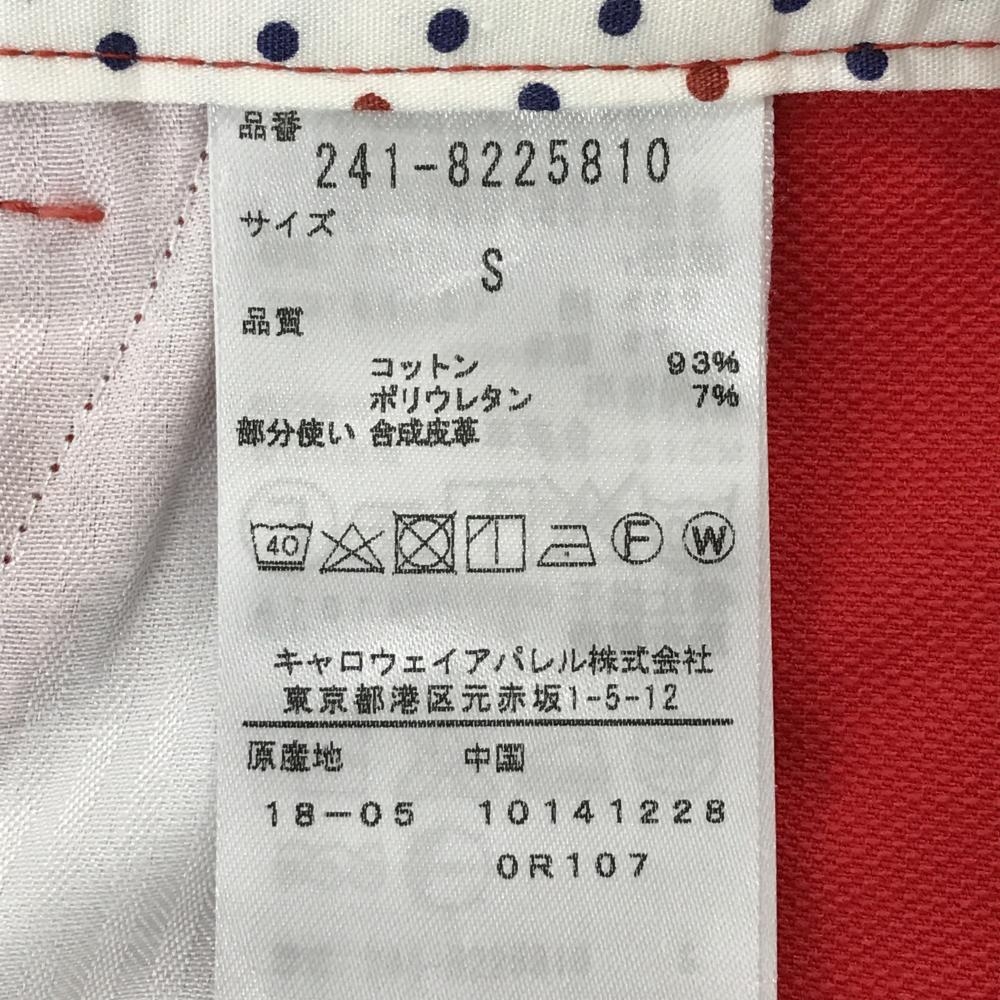 品番
241-8225810
サイズ
S
品質
コットン 93%
ポリウレタン 7%
部分使い 合成皮革
40 F W
キャロウェイアパレル株式会社
東京都港区元赤坂1-5-12
原産地 中国
18-05 10141228
0R107